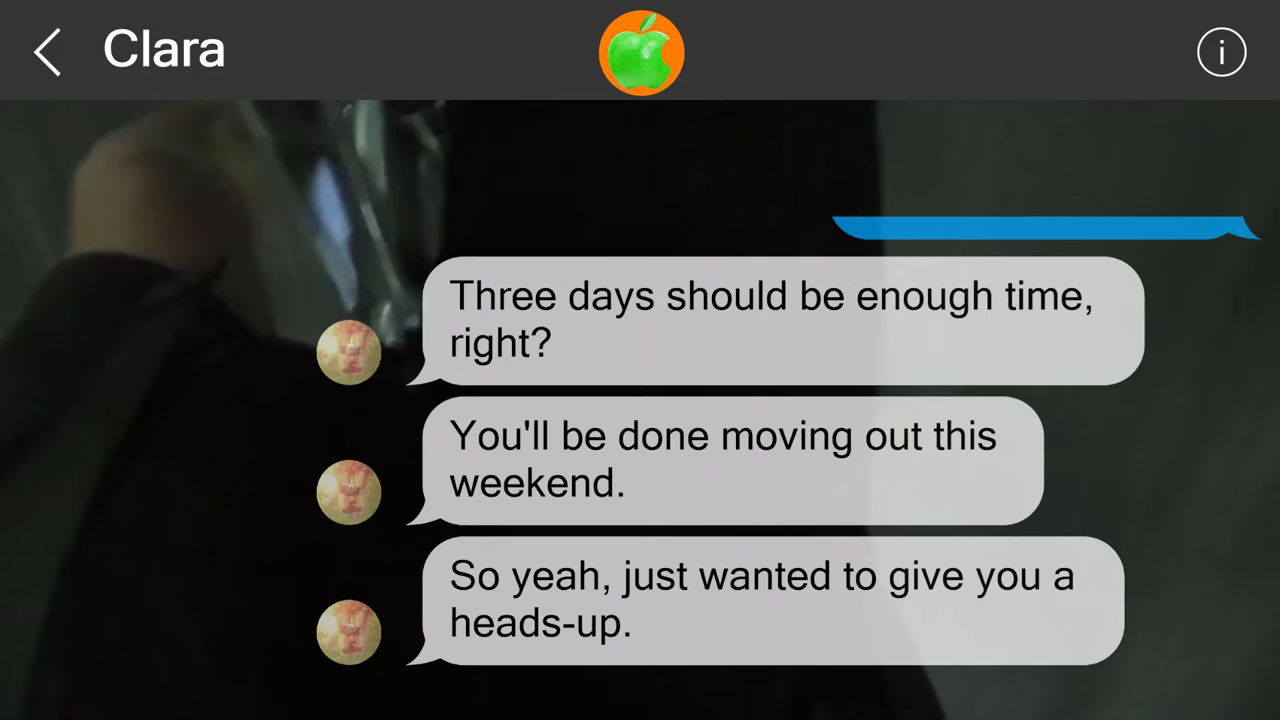 Clara
i
Three days should be enough time,
right?
You'll be done moving out this
weekend.
So yeah, just wanted to give you a
heads-up.